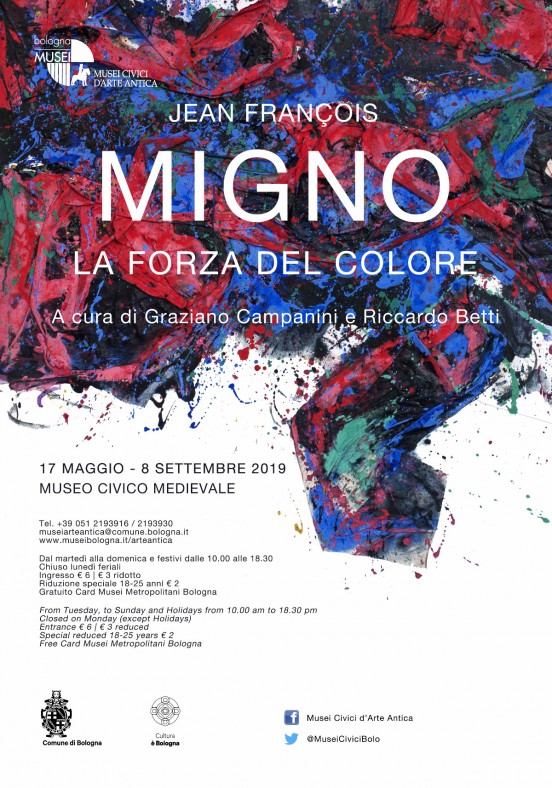 bologna
MUSEI
MUSEI CIVICI
D'ARTE ANTICA
JEAN FRANÇOIS
MIGNO
LA FORZA DEL COLORE
A cura di Graziano Campanini e Riccardo Betti
17 MAGGIO - 8 SETTEMBRE 2019
MUSEO CIVICO MEDIEVALE
Tel. +39 051 2193916 / 2193930
museiarteantica@comune.bologna.it
www.museibologna.it/arteantica
Dal martedì alla domenica e festivi dalle 10.00 alle 18.30
Chiuso lunedì feriali
Ingresso € 6 | € 3 ridotto
Riduzione speciale 18-25 anni € 2
Gratuito Card Musei Metropolitani Bologna
From Tuesday, to Sunday and Holidays from 10.00 am to 18.30 pm
Closed on Monday (except Holidays)
Entrance € 6 | € 3 reduced
Special reduced 18-25 years € 2
Free Card Musei Metropolitani Bologna
Comune di Bologna
Cultura
è Bologna
Musei Civici d'Arte Antica
@MuseiCiviciBolo